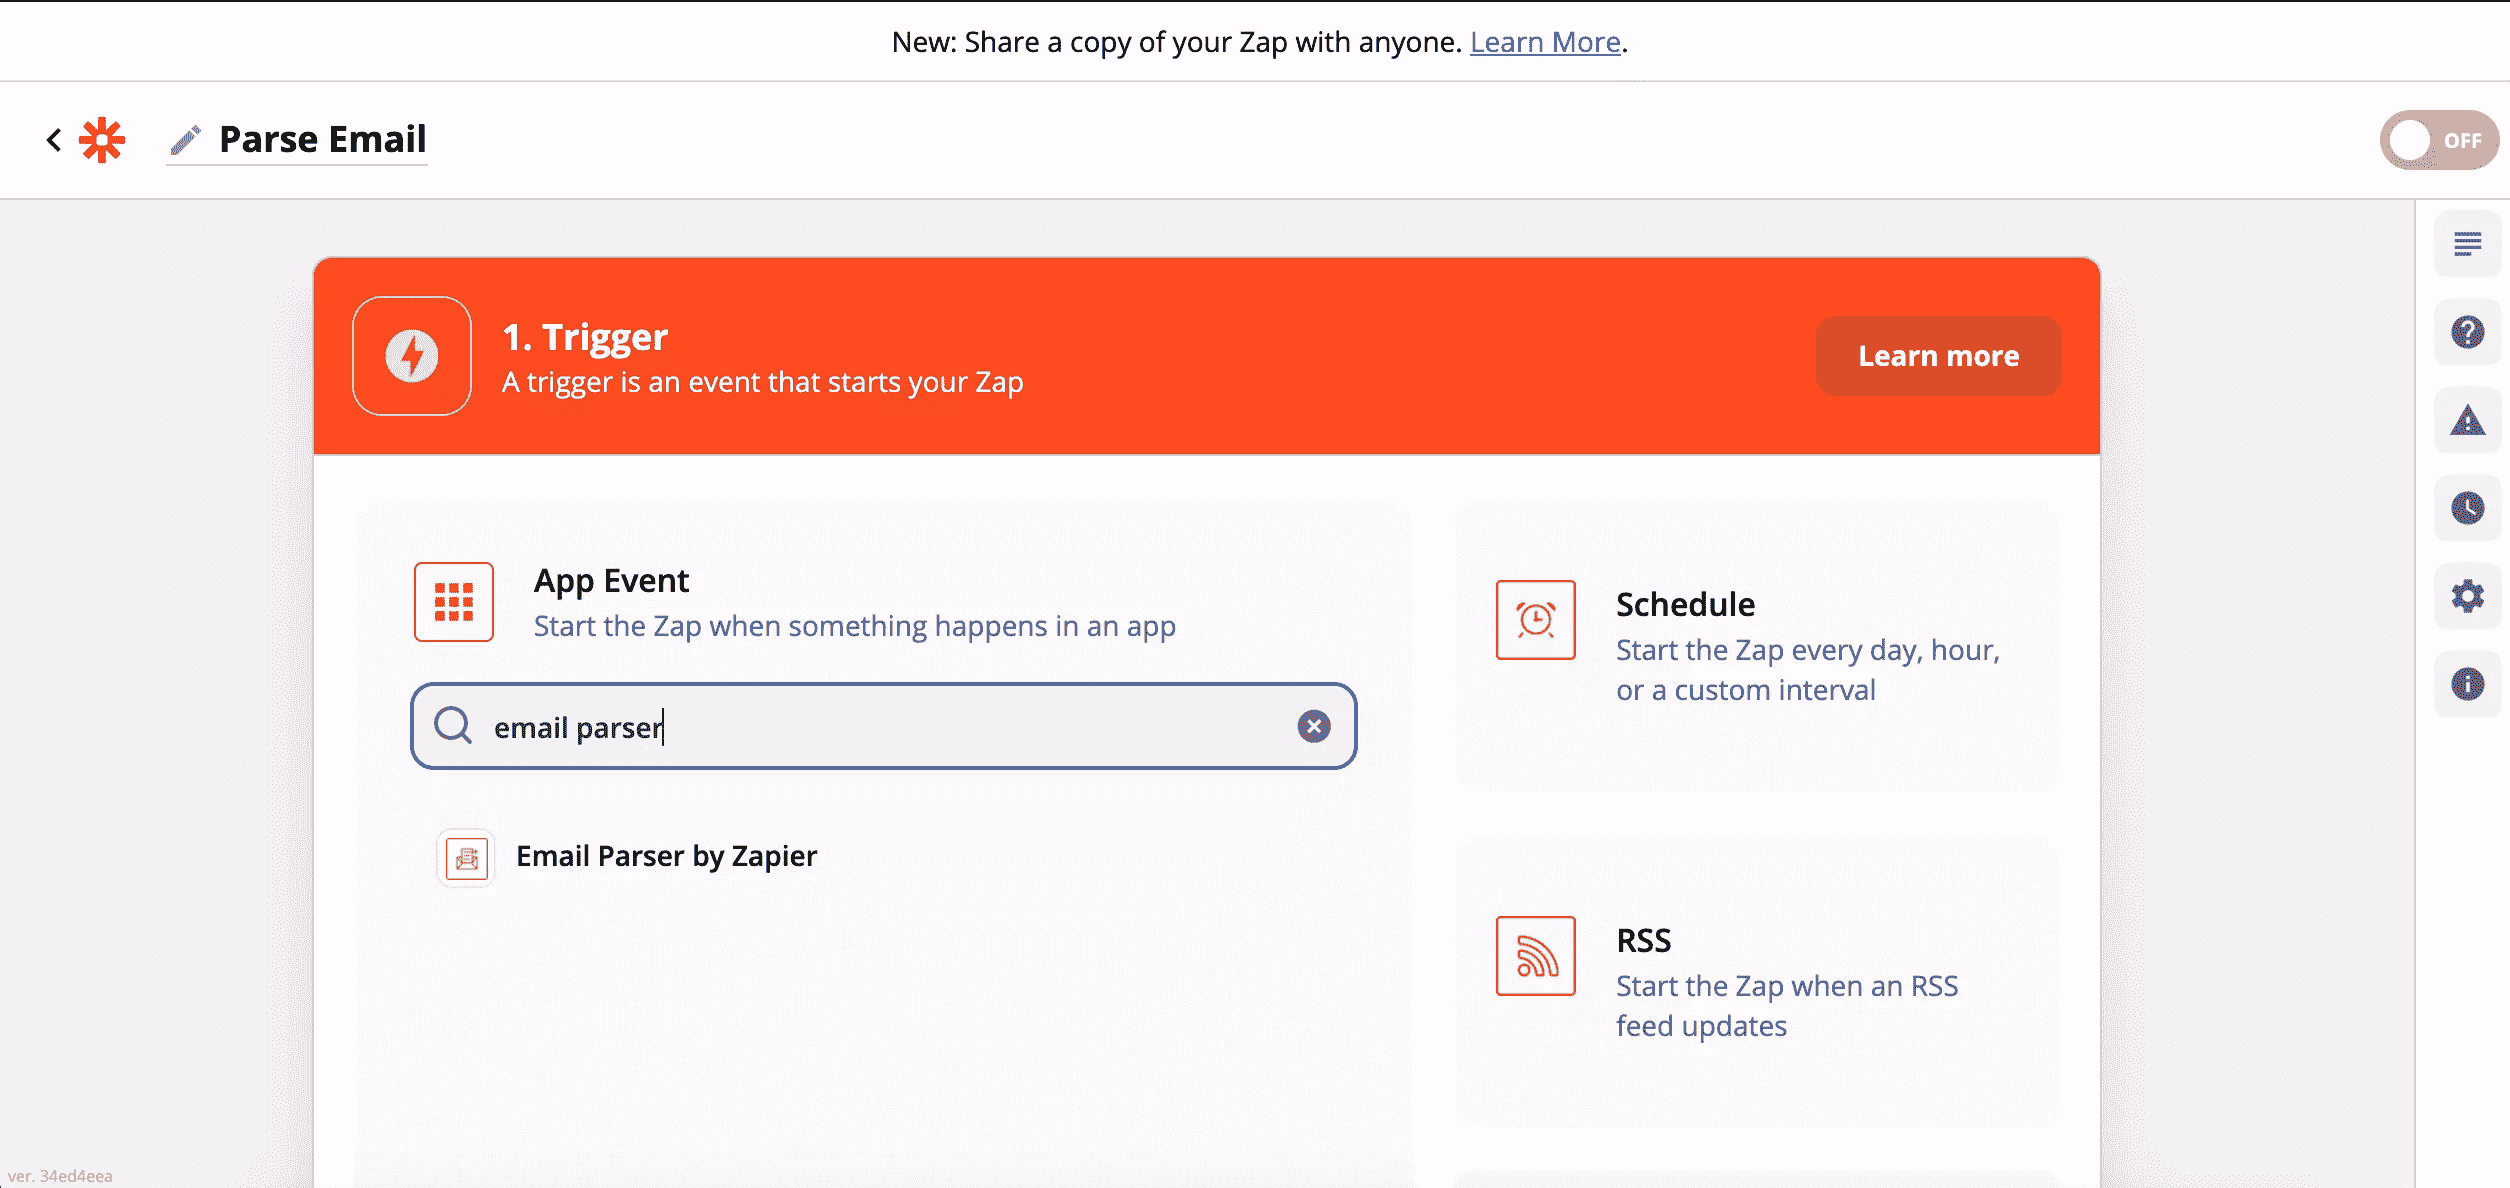 New: Share a copy of your Zap with anyone. Learn More.
Parse Email
OFF
1. Trigger
A trigger is an event that starts your Zap
Learn more
App Event
Start the Zap when something happens in an app
email parser
Email Parser by Zapier
Schedule
Start the Zap every day, hour,
or a custom interval
RSS
Start the Zap when an RSS
feed updates
ver. 34ed4eea